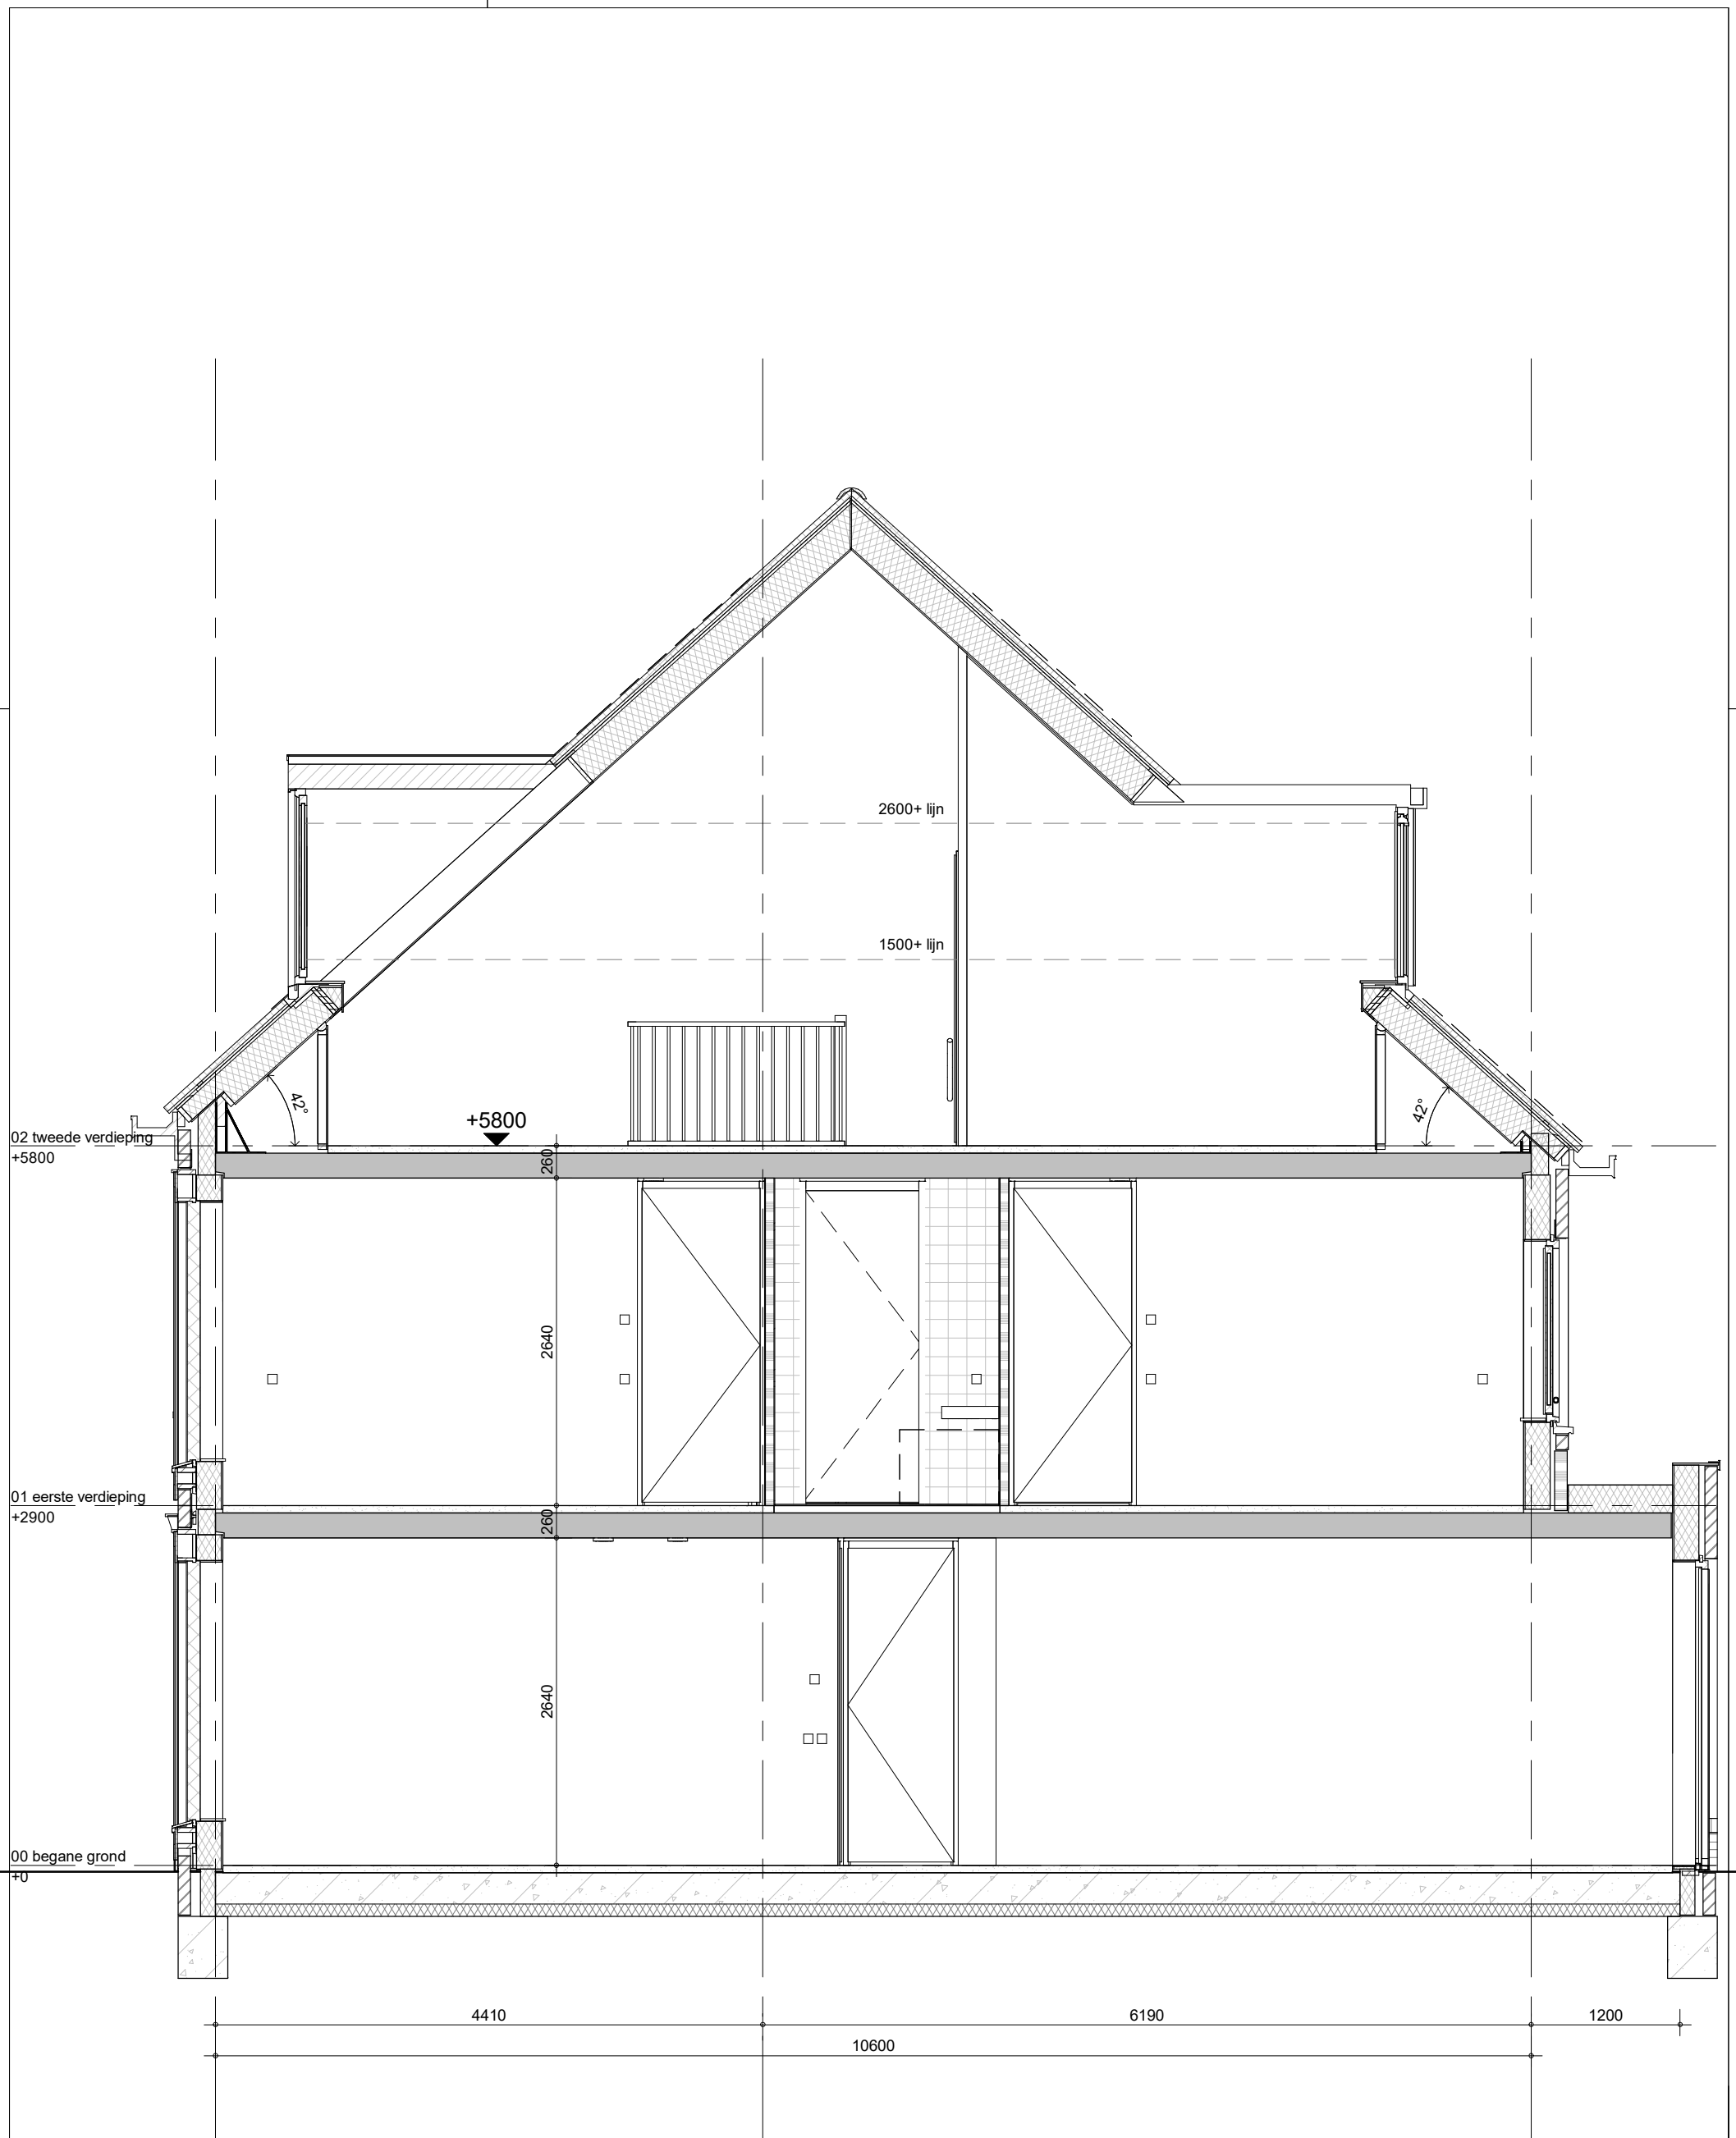 2600+ lijn
1500+ lijn
42°
42°
+5800
02 tweede verdieping
+5800
260
2640
01 eerste verdieping
+2900
260
2640
00 begane grond
+0
4410
6190
1200
10600